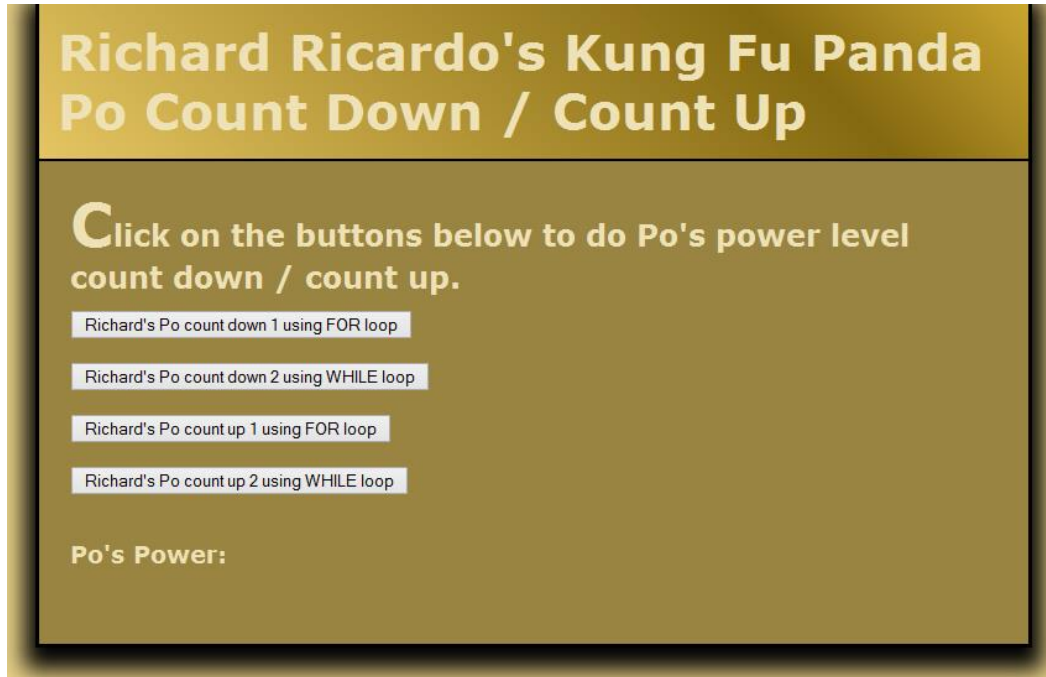 Richard Ricardo's Kung Fu Panda
Po Count Down / Count Up
Click on the buttons below to do Po's power level
count down / count up.
Richard's Po count down 1 using FOR loop
Richard's Po count down 2 using WHILE loop
Richard's Po count up 1 using FOR loop
Richard's Po count up 2 using WHILE loop
Po's Power: